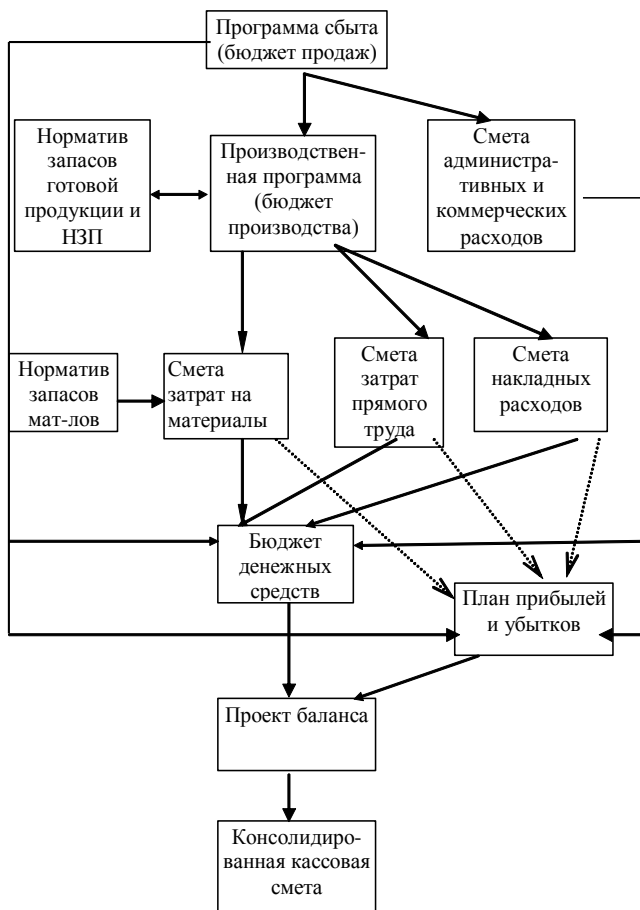 Программа сбыта
(бюджет продаж)
Норматив
запасов
готовой
продукции и
НЗП
Производствен-
ная программа
(бюджет
производства)
Смета
администра-
тивных и
коммерческих
расходов
Норматив
запасов
мат-лов
Смета
затрат на
материалы
Смета
затрат
прямого
труда
Смета
накладных
расходов
Бюджет
денежных
средств
План прибылей
и убытков
Проект баланса
Консолидиро-
ванная кассовая
смета